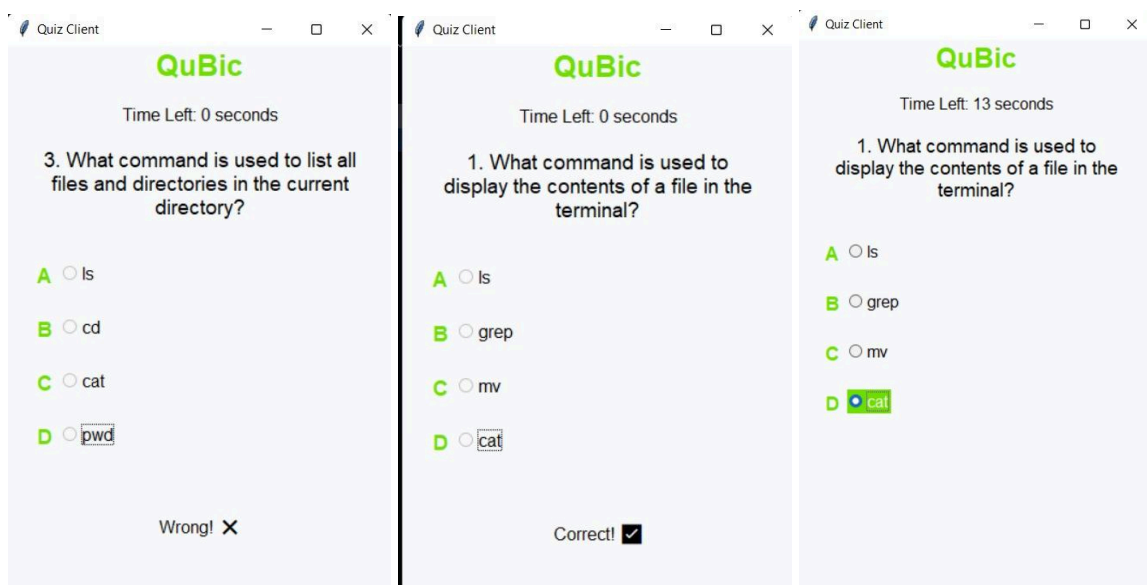 Quiz Client
QuBic
Time Left: 0 seconds
3. What command is used to list all
files and directories in the current
directory?
A ls
B cd
C cat
D pwd
Wrong!
Quiz Client
QuBic
Time Left: 0 seconds
1. What command is used to
display the contents of a file in the
terminal?
A ls
B grep
C mv
D cat
Correct!
Quiz Client
QuBic
Time Left: 13 seconds
1. What command is used to
display the contents of a file in the
terminal?
A ls
B grep
C mv
D cat